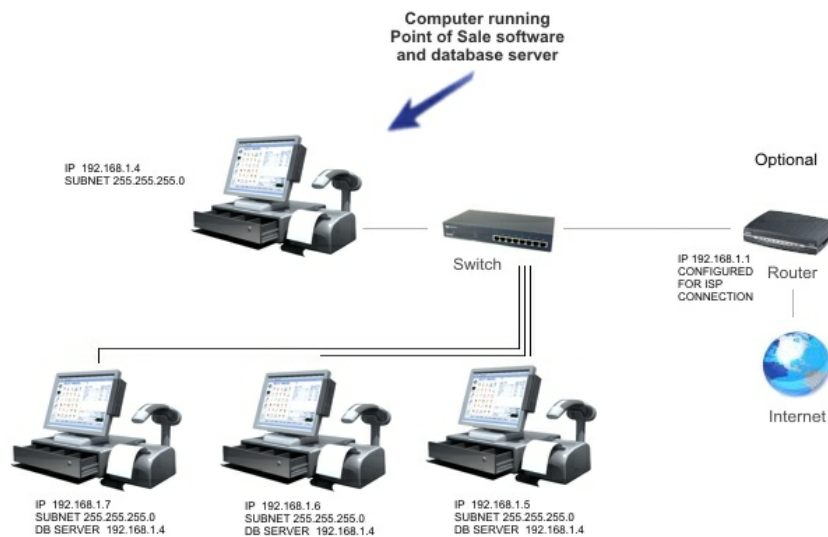 Computer running
Point of Sale software
and database server
IP 192.168.1.4
SUBNET 255.255.255.0
Optional
Switch
IP 192.168.1.1
CONFIGURED
FOR ISP
CONNECTION
Router
Internet
IP 192.168.1.7
SUBNET 255.255.255.0
DB SERVER 192.168.1.4
IP 192.168.1.6
SUBNET 255.255.255.0
DB SERVER 192.168.1.4
IP 192.168.1.5
SUBNET 255.255.255.0
DB SERVER 192.168.1.4